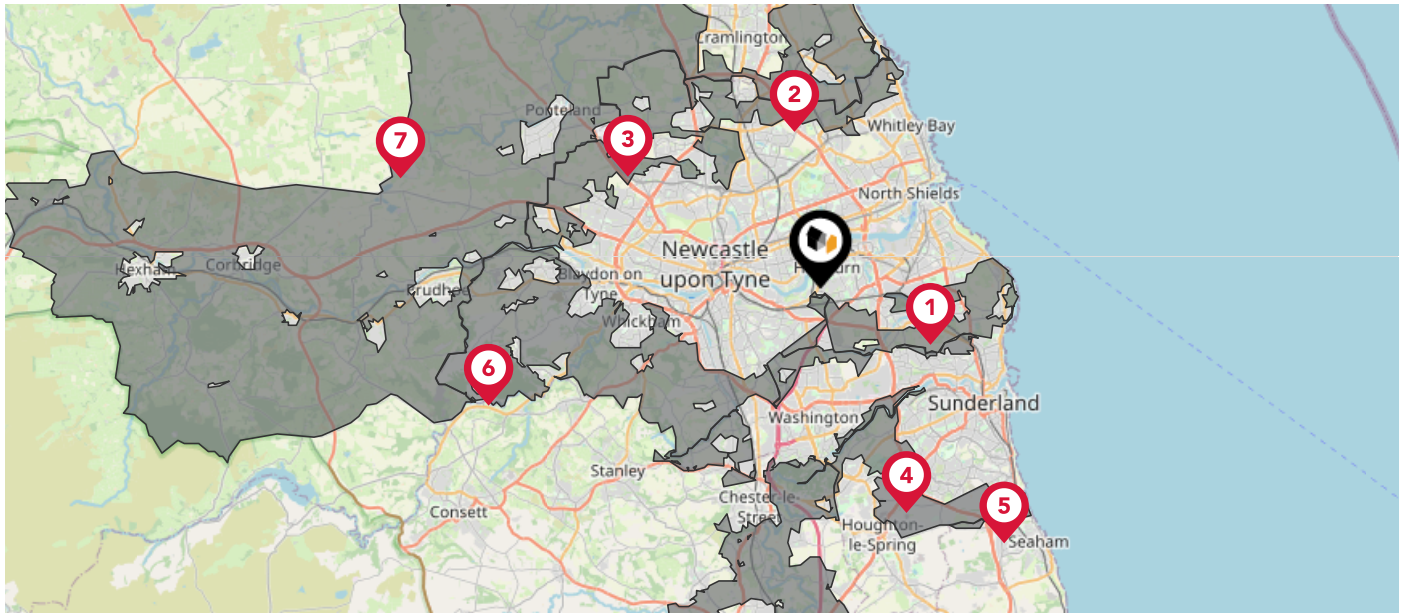 Cramlington
2
Ponteland
Whitley Bay
7
3
North Shields
Newcastle
upon Tyne
Hexham
Corbridge
Blaydon on
Tyne
1
Whickham
6
Sunderland
Washington
Stanley
4
Chester-le-
Street
5
Consett
Houghton-
le-Spring
Seaham